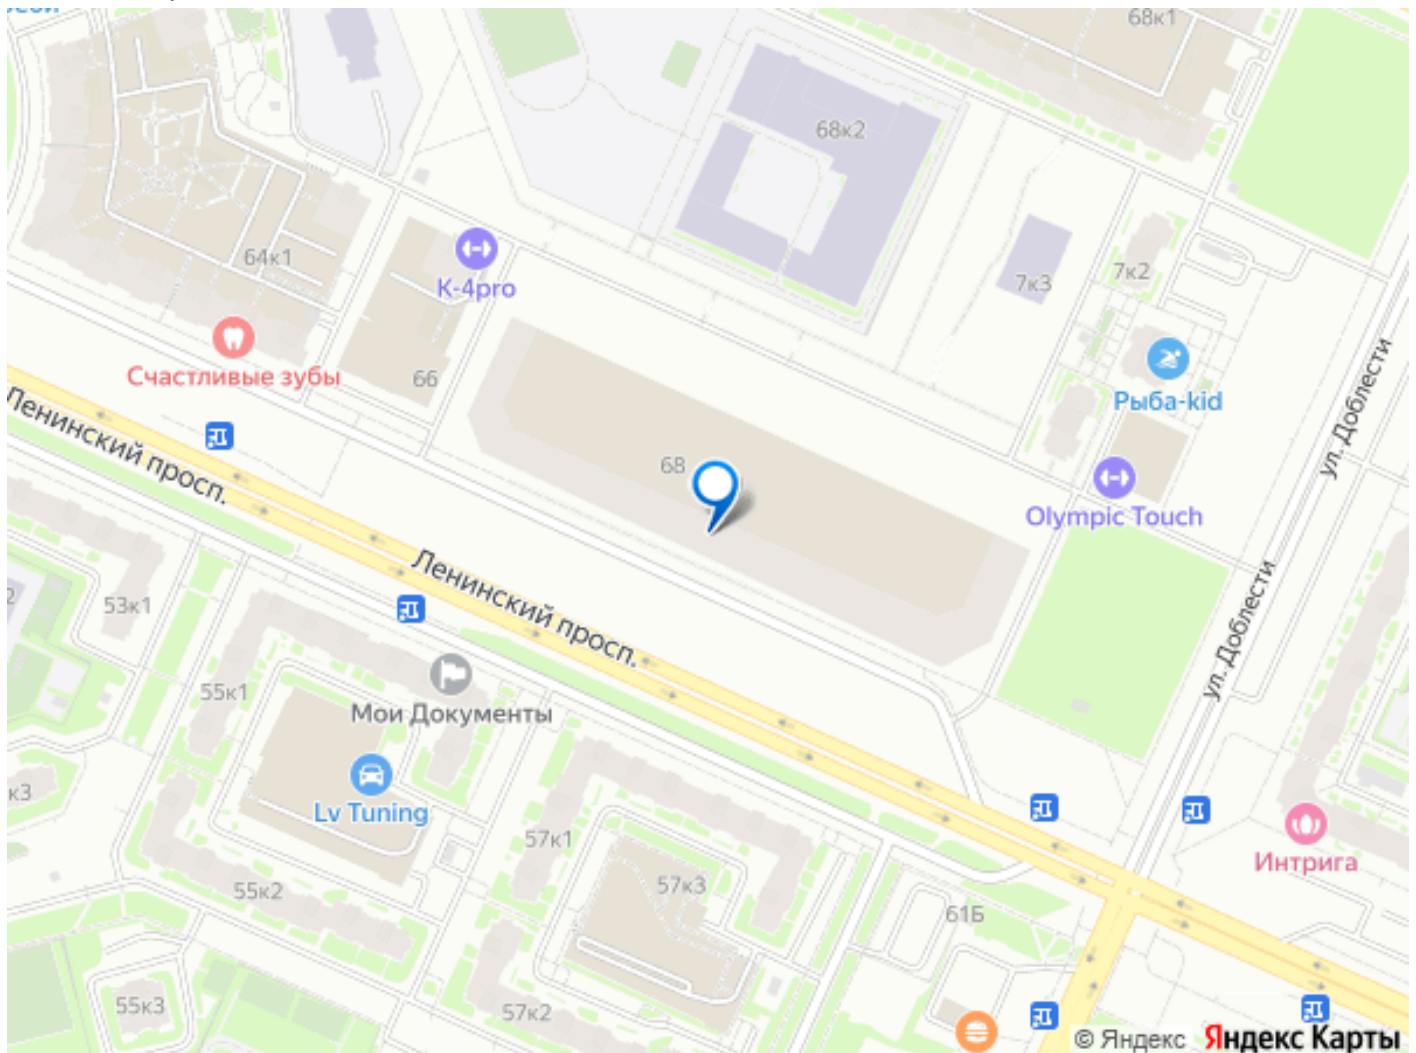 68к1
68к2
64к1
K-4pro
7к3
7к2
Счастливые зубы
66
Рыба-kid
ул. Доблести
Ленинский просп.
68
Olympic Touch
Ленинский просп.
ул. Доблести
53к1
55к1
Мои Документы
к3
Lv Tuning
57к1
Интрига
55к2
57к3
61Б
55к3
57к2
© Яндекс Яндекс Карты